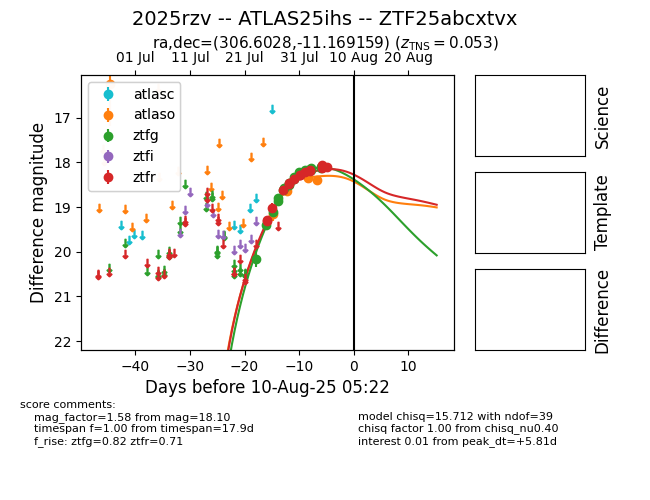 2025rzv -- ATLAS25ihs -- ZTF25abcxtvx
ra,dec=(306.6028,-11.169159) (z_TNS = 0.053)
01 Jul 11 Jul 21 Jul 31 Jul 10 Aug 20 Aug
atlasc
atlaso
ztfg
ztfi
ztfr
17
18
19
20
21
22
Difference magnitude
−40 −30 −20 −10 0 10
Days before 10-Aug-25 05:22
Science
Template
Difference
score comments:
mag_factor=1.58 from mag=18.10
timespan f=1.00 from timespan=17.9d
f_rise: ztfg=0.82 ztfr=0.71
model chisq=15.712 with ndof=39
chisq factor 1.00 from chisq_nu0.40
interest 0.01 from peak_dt=+5.81d